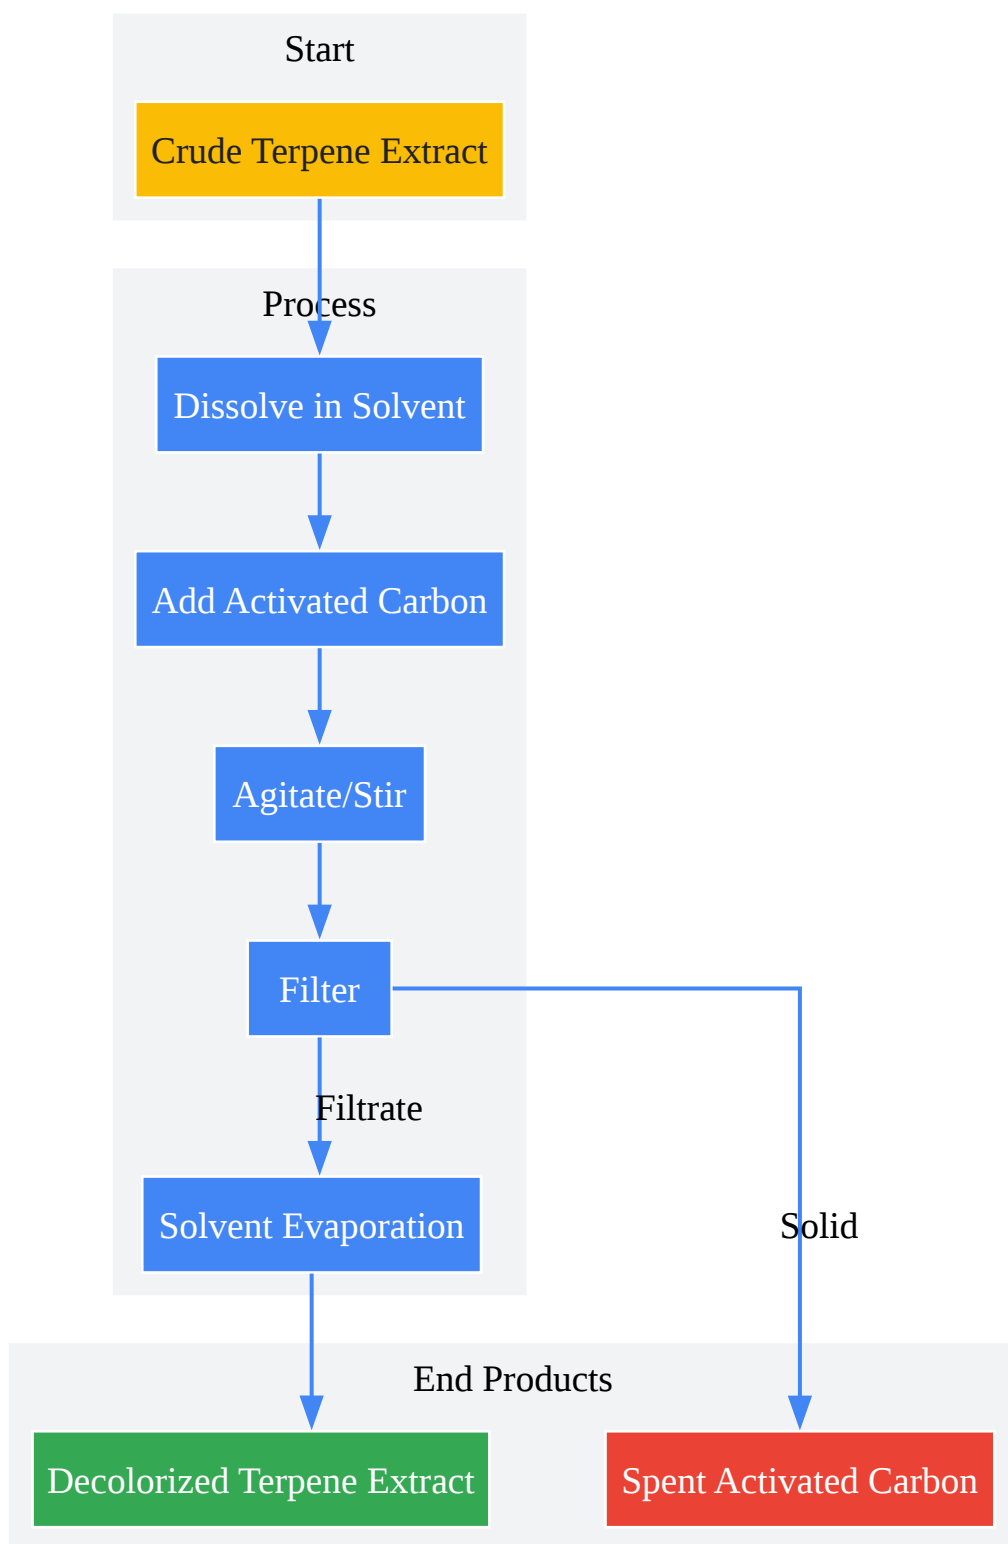 Start
Crude Terpene Extract
Process
Dissolve in Solvent
Add Activated Carbon
Agitate/Stir
Filter
Filtrate
Solvent Evaporation
Solid
End Products
Decolorized Terpene Extract
Spent Activated Carbon